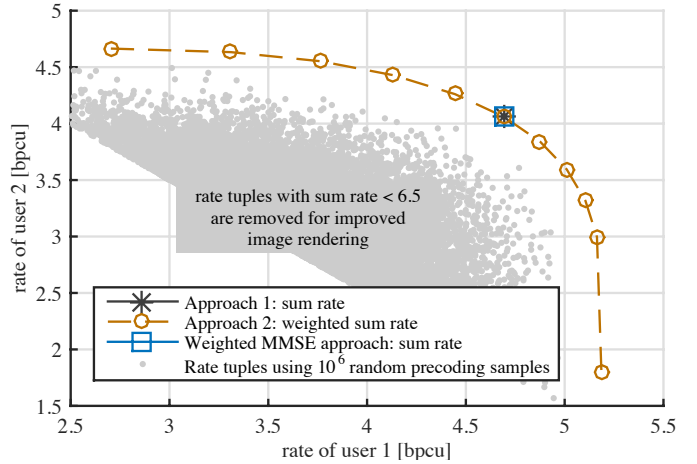 5
4.5
4
3.5
3
2.5
2
1.5
rate of user 2 [bpcu]
rate tuples with sum rate < 6.5
are removed for improved
image rendering
Approach 1: sum rate
Approach 2: weighted sum rate
Weighted MMSE approach: sum rate
Rate tuples using 10^6 random precoding samples
2.5 3 3.5 4 4.5 5 5.5
rate of user 1 [bpcu]